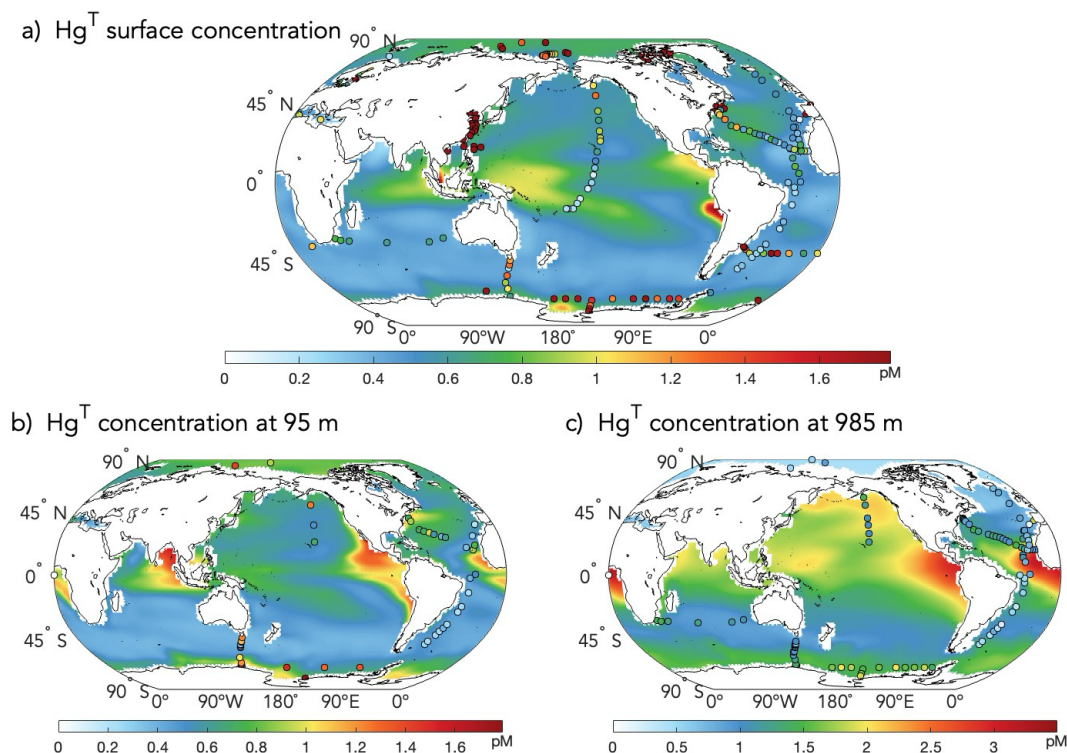 a) Hg^T surface concentration
90° N
45° N
0°
45° S
90° S
0° 90°W 180° 90°E 0°
0 0.2 0.4 0.6 0.8 1 1.2 1.4 1.6 pM
b) Hg^T concentration at 95 m
90° N
45° N
0°
45° S
90° S
0° 90°W 180° 90°E 0°
0 0.2 0.4 0.6 0.8 1 1.2 1.4 1.6 pM
c) Hg^T concentration at 985 m
90° N
45° N
0°
45° S
90° S
0° 90°W 180° 90°E 0°
0 0.5 1 1.5 2 2.5 3 pM